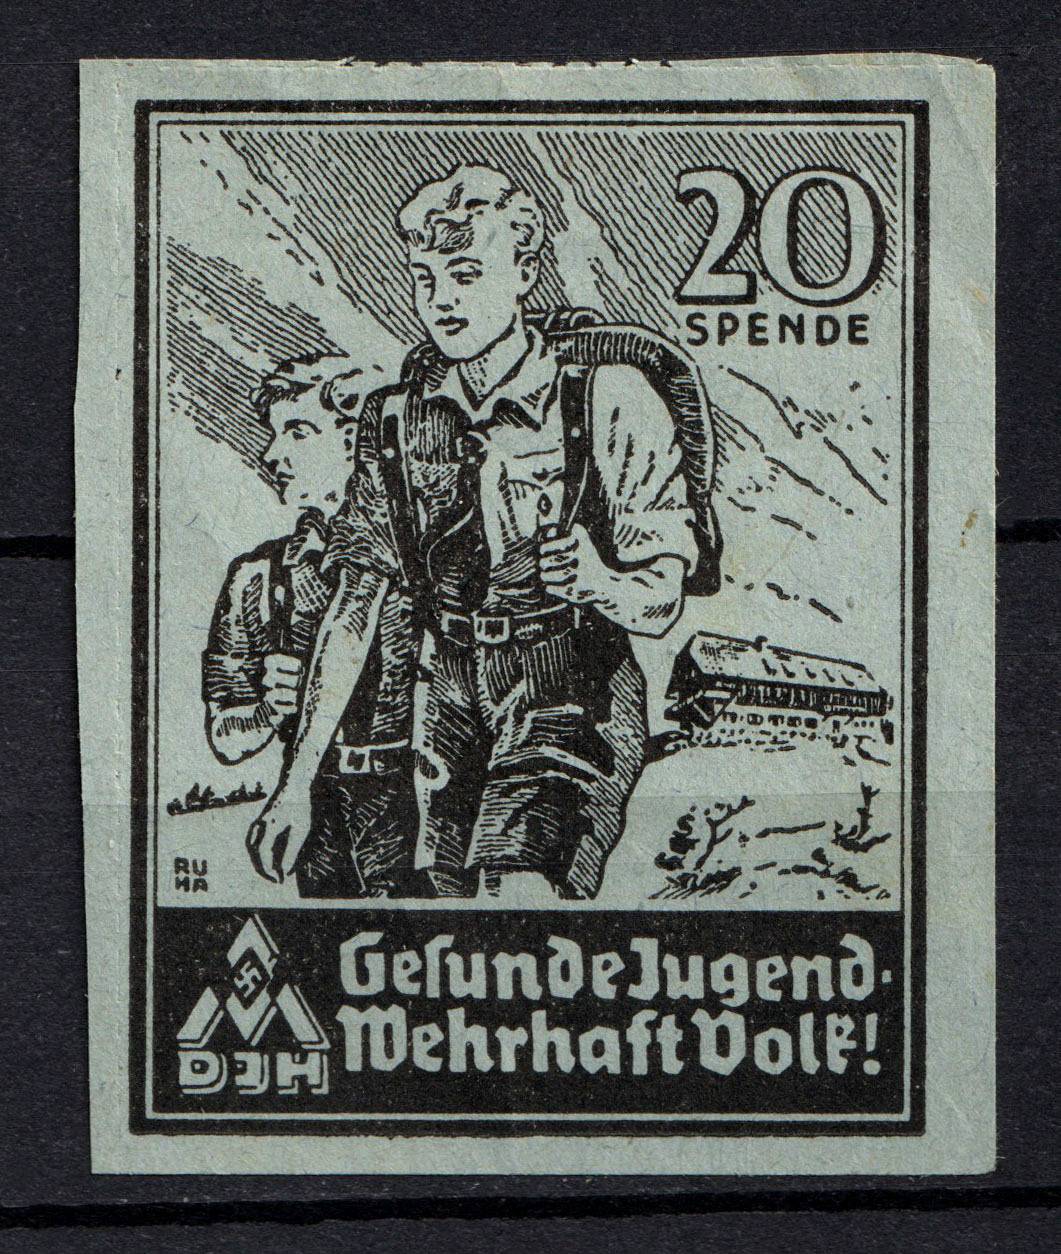 20
SPENDE
RU
HA
DJH
Gesunde Jugend-
Wehrhaft Volk!